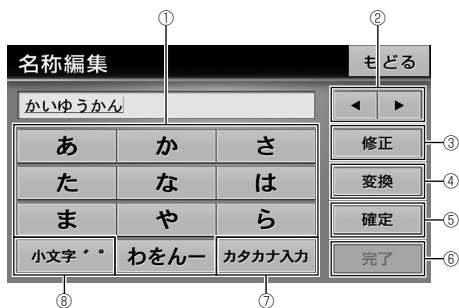 ① ②
名称編集 もどる
かいゆうかん ◀ ▶
あ か さ 修正 ③
た な は 変換 ④
ま や ら 確定 ⑤
小文字゛゜ わをんー カタカナ入力 完了 ⑥
⑧ ⑦